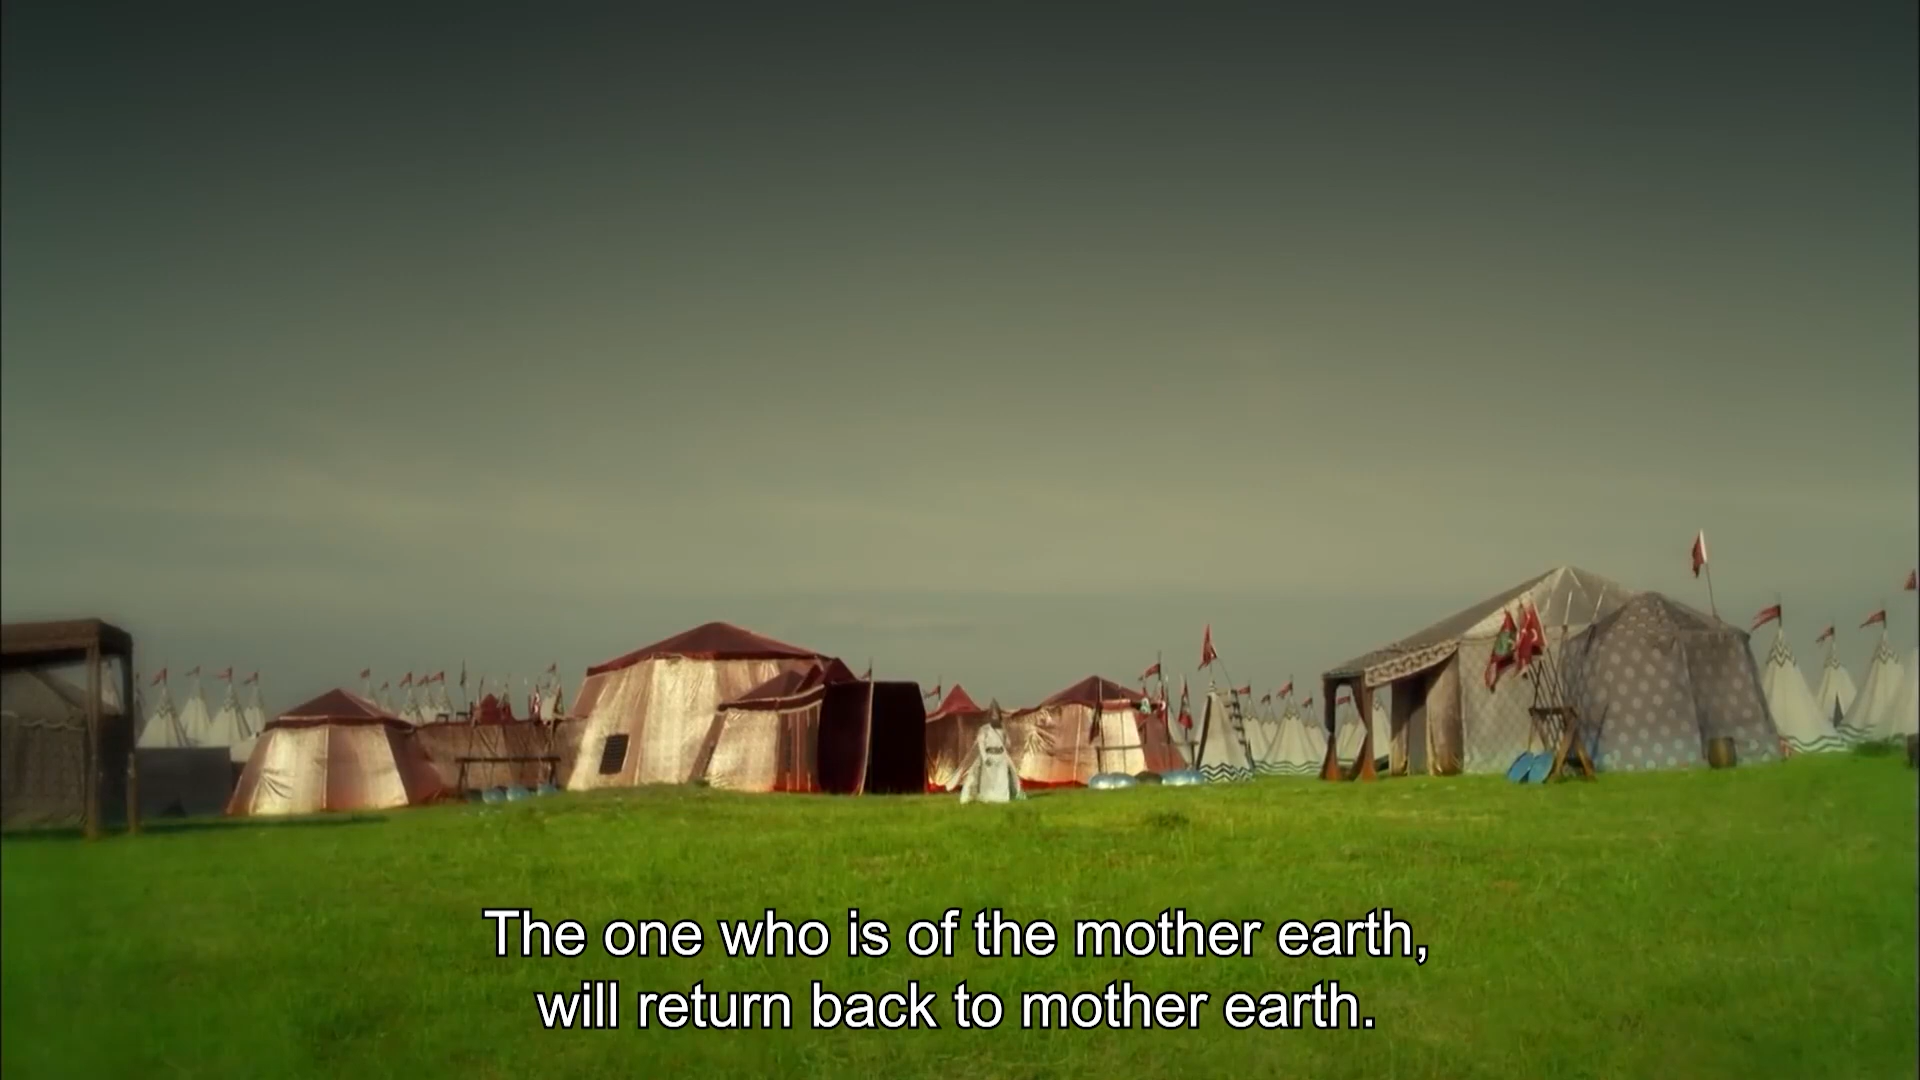 The one who is of the mother earth,
will return back to mother earth.